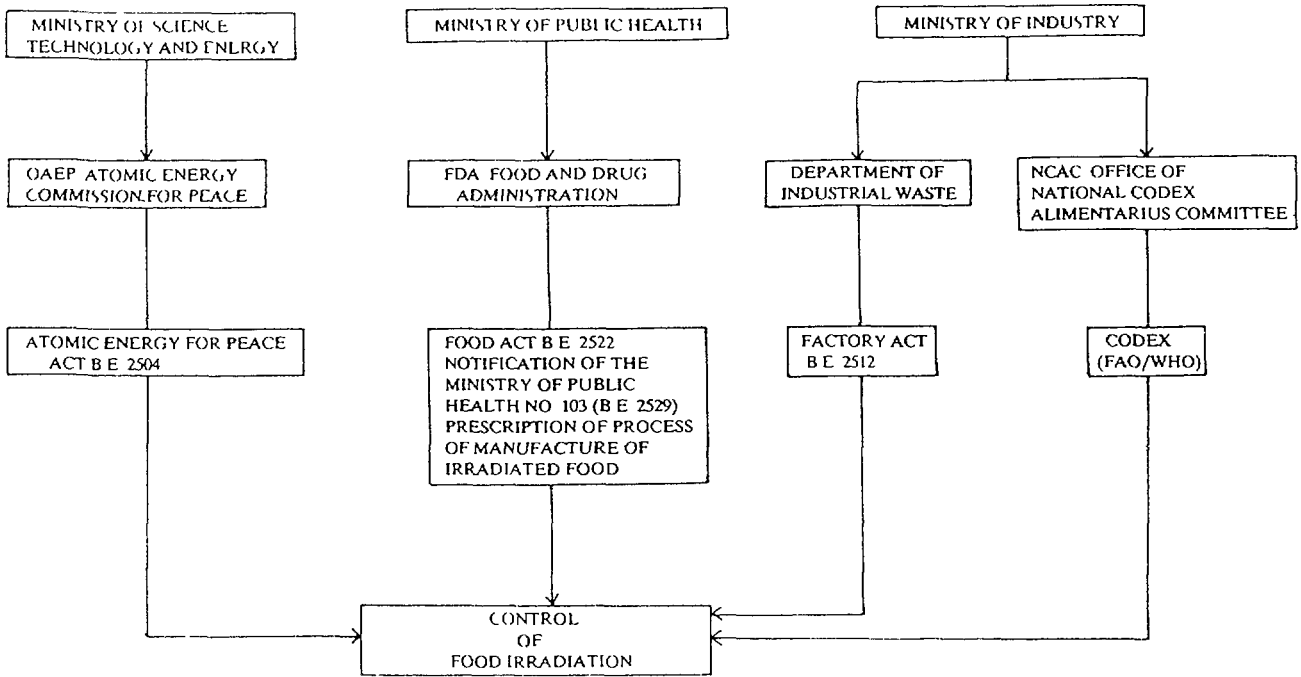 MINISTRY OF SCIENCE
TECHNOLOGY AND ENERGY
MINISTRY OF PUBLIC HEALTH
MINISTRY OF INDUSTRY
OAEP ATOMIC ENERGY
COMMISSION FOR PEACE
FDA FOOD AND DRUG
ADMINISTRATION
DEPARTMENT OF
INDUSTRIAL WASTE
NCAC OFFICE OF
NATIONAL CODEX
ALIMENTARIUS COMMITTEE
ATOMIC ENERGY FOR PEACE
ACT B E 2504
FOOD ACT B E 2522
NOTIFICATION OF THE
MINISTRY OF PUBLIC
HEALTH NO 103 (B E 2529)
PRESCRIPTION OF PROCESS
OF MANUFACTURE OF
IRRADIATED FOOD
FACTORY ACT
B E 2512
CODEX
(FAO/WHO)
CONTROL
OF
FOOD IRRADIATION